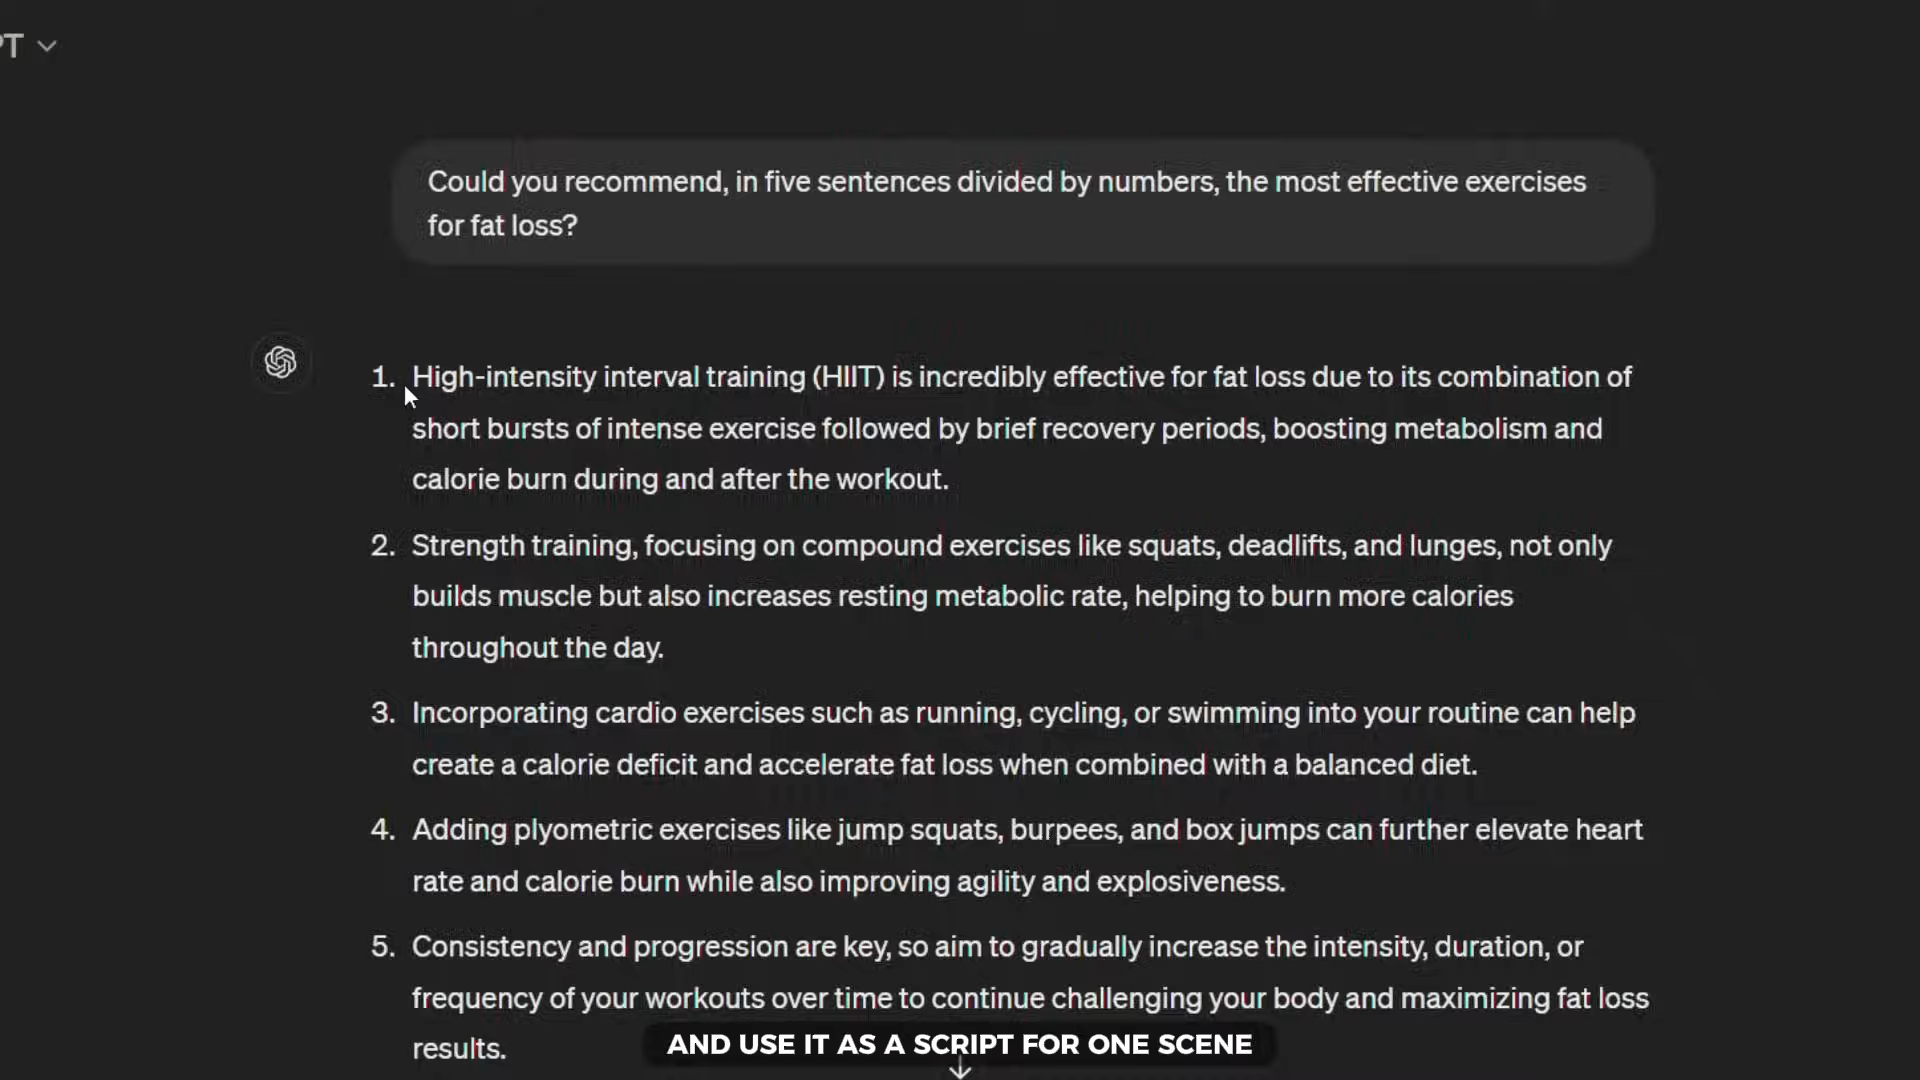 PT
Could you recommend, in five sentences divided by numbers, the most effective exercises
for fat loss?
1. High-intensity interval training (HIIT) is incredibly effective for fat loss due to its combination of
short bursts of intense exercise followed by brief recovery periods, boosting metabolism and
calorie burn during and after the workout.
2. Strength training, focusing on compound exercises like squats, deadlifts, and lunges, not only
builds muscle but also increases resting metabolic rate, helping to burn more calories
throughout the day.
3. Incorporating cardio exercises such as running, cycling, or swimming into your routine can help
create a calorie deficit and accelerate fat loss when combined with a balanced diet.
4. Adding plyometric exercises like jump squats, burpees, and box jumps can further elevate heart
rate and calorie burn while also improving agility and explosiveness.
5. Consistency and progression are key, so aim to gradually increase the intensity, duration, or
frequency of your workouts over time to continue challenging your body and maximizing fat loss
results.
AND USE IT AS A SCRIPT FOR ONE SCENE